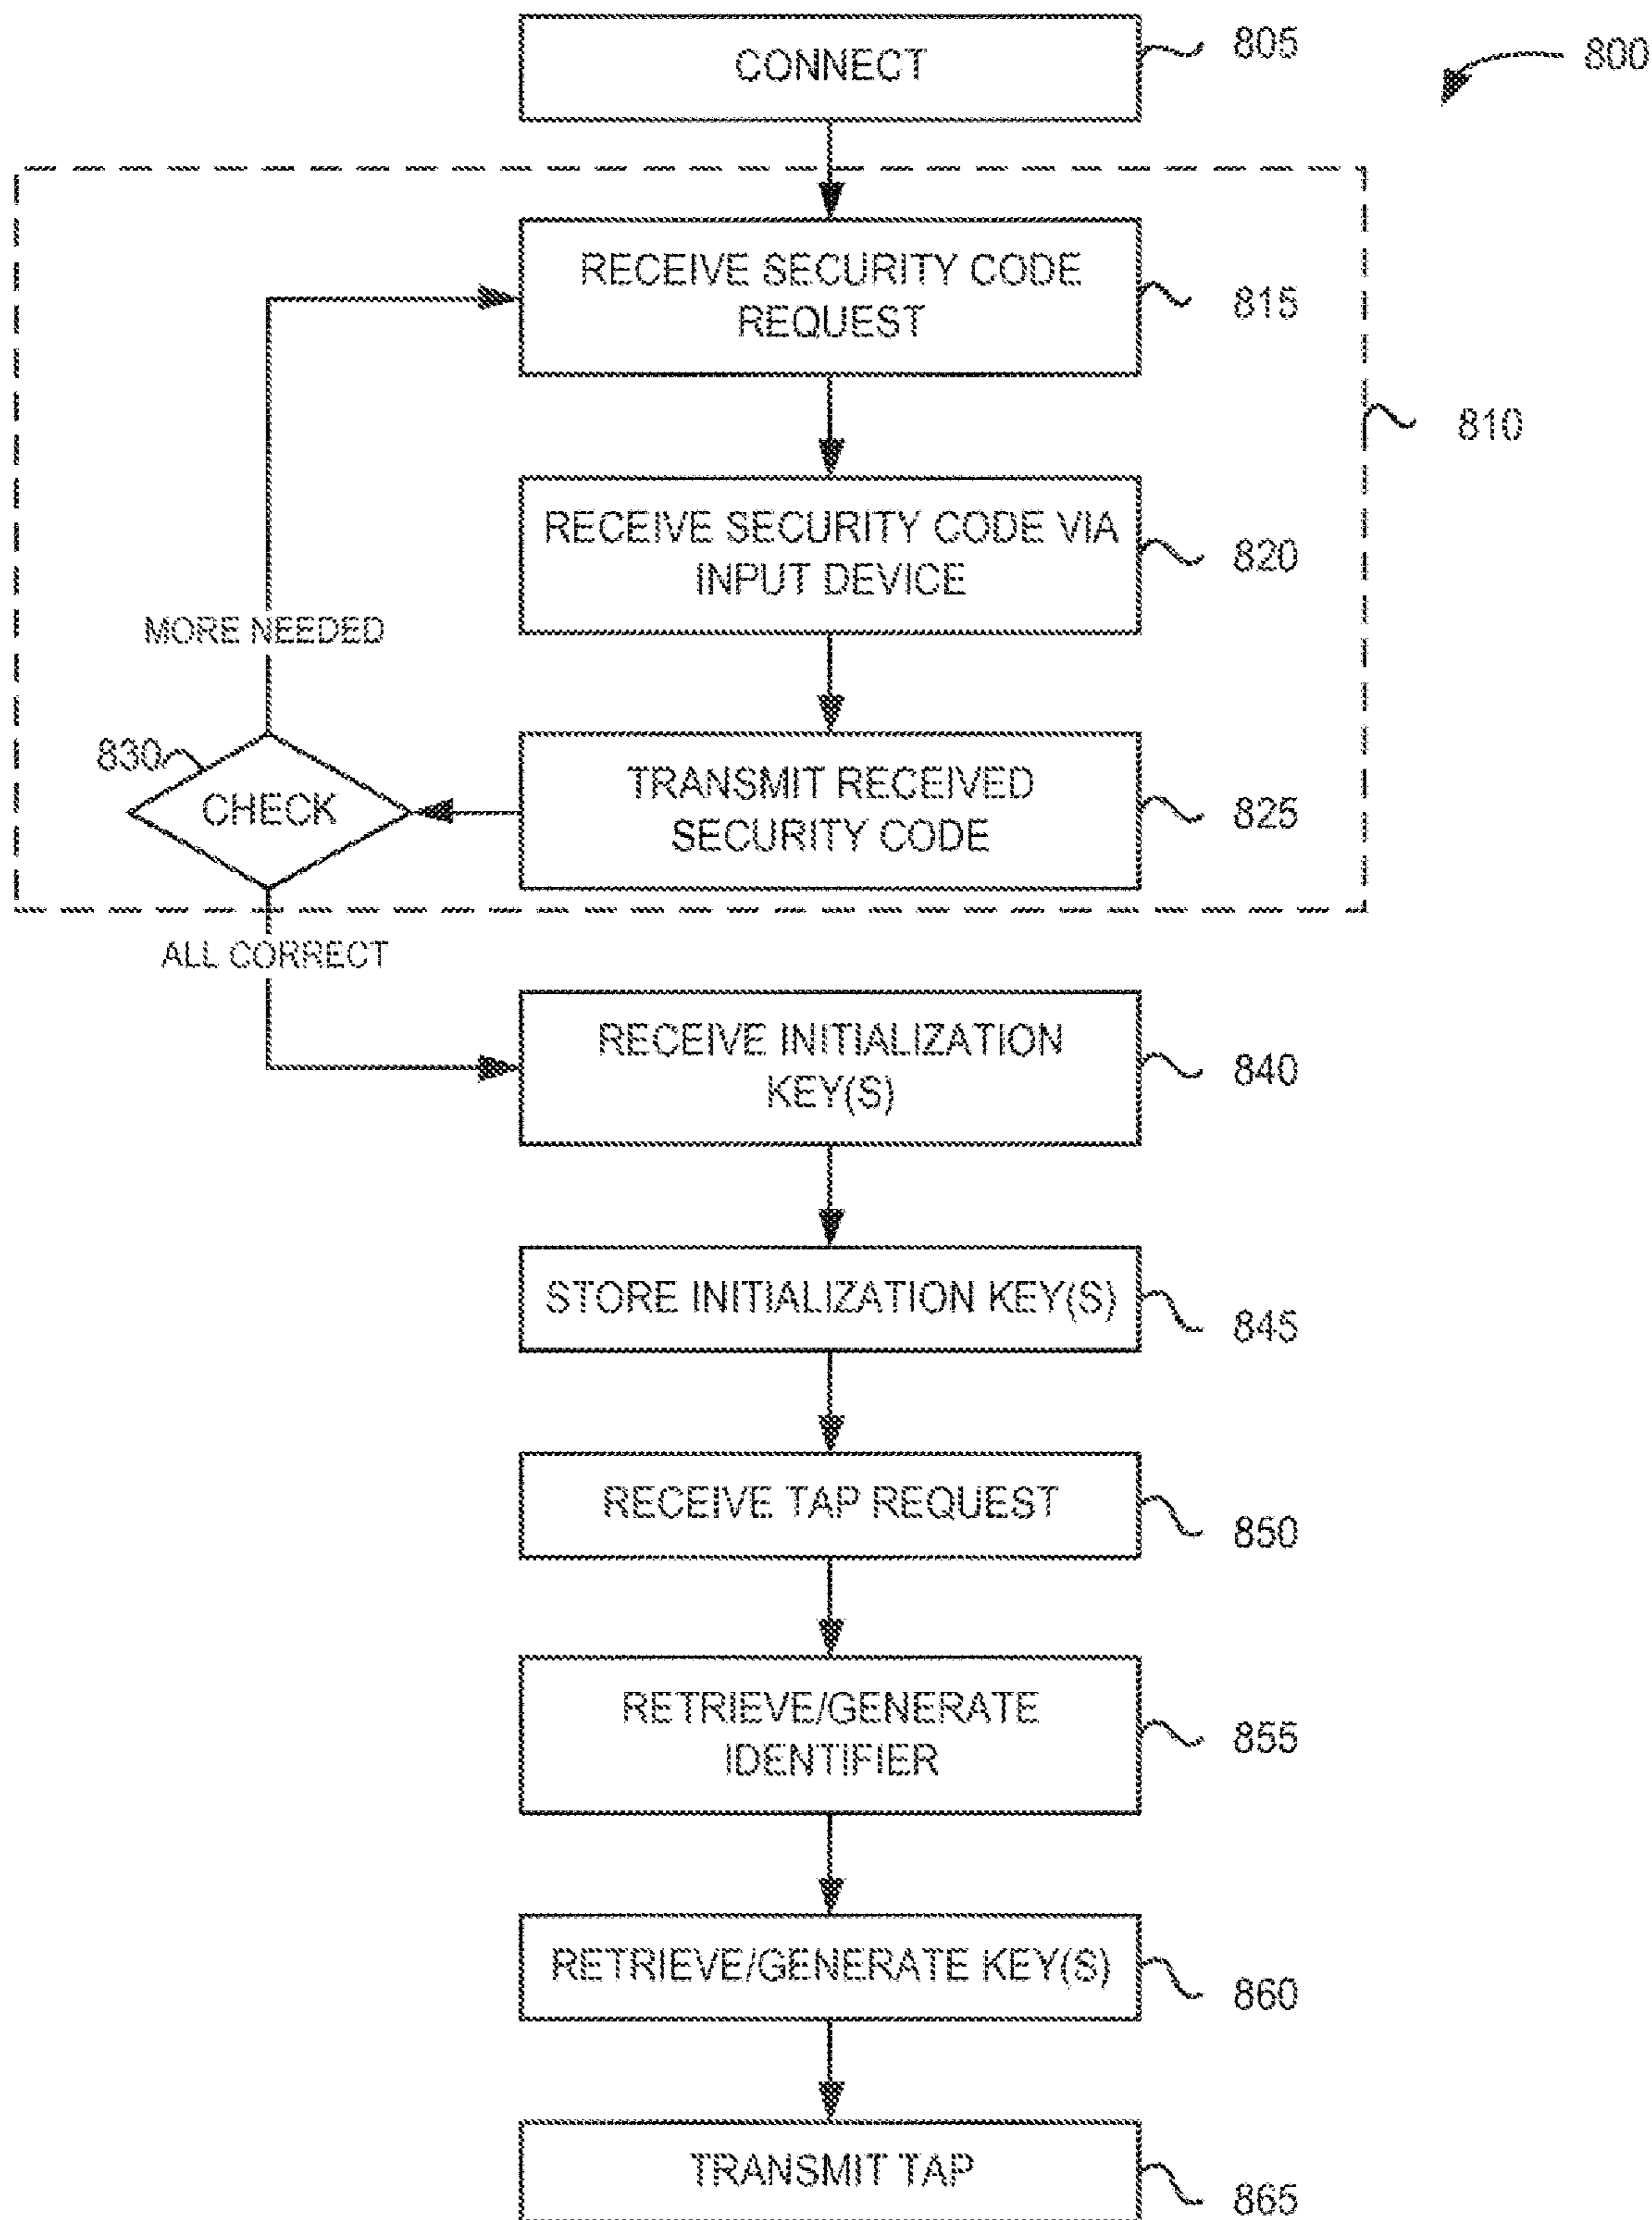 CONNECT
805
800
RECEIVE SECURITY CODE
REQUEST
815
810
RECEIVE SECURITY CODE VIA
INPUT DEVICE
820
MORE NEEDED
830
CHECK
TRANSMIT RECEIVED
SECURITY CODE
825
ALL CORRECT
RECEIVE INITIALIZATION
KEY(S)
840
STORE INITIALIZATION KEY(S)
845
RECEIVE TAP REQUEST
850
RETRIEVE/GENERATE
IDENTIFIER
855
RETRIEVE/GENERATE KEY(S)
860
TRANSMIT TAP
865